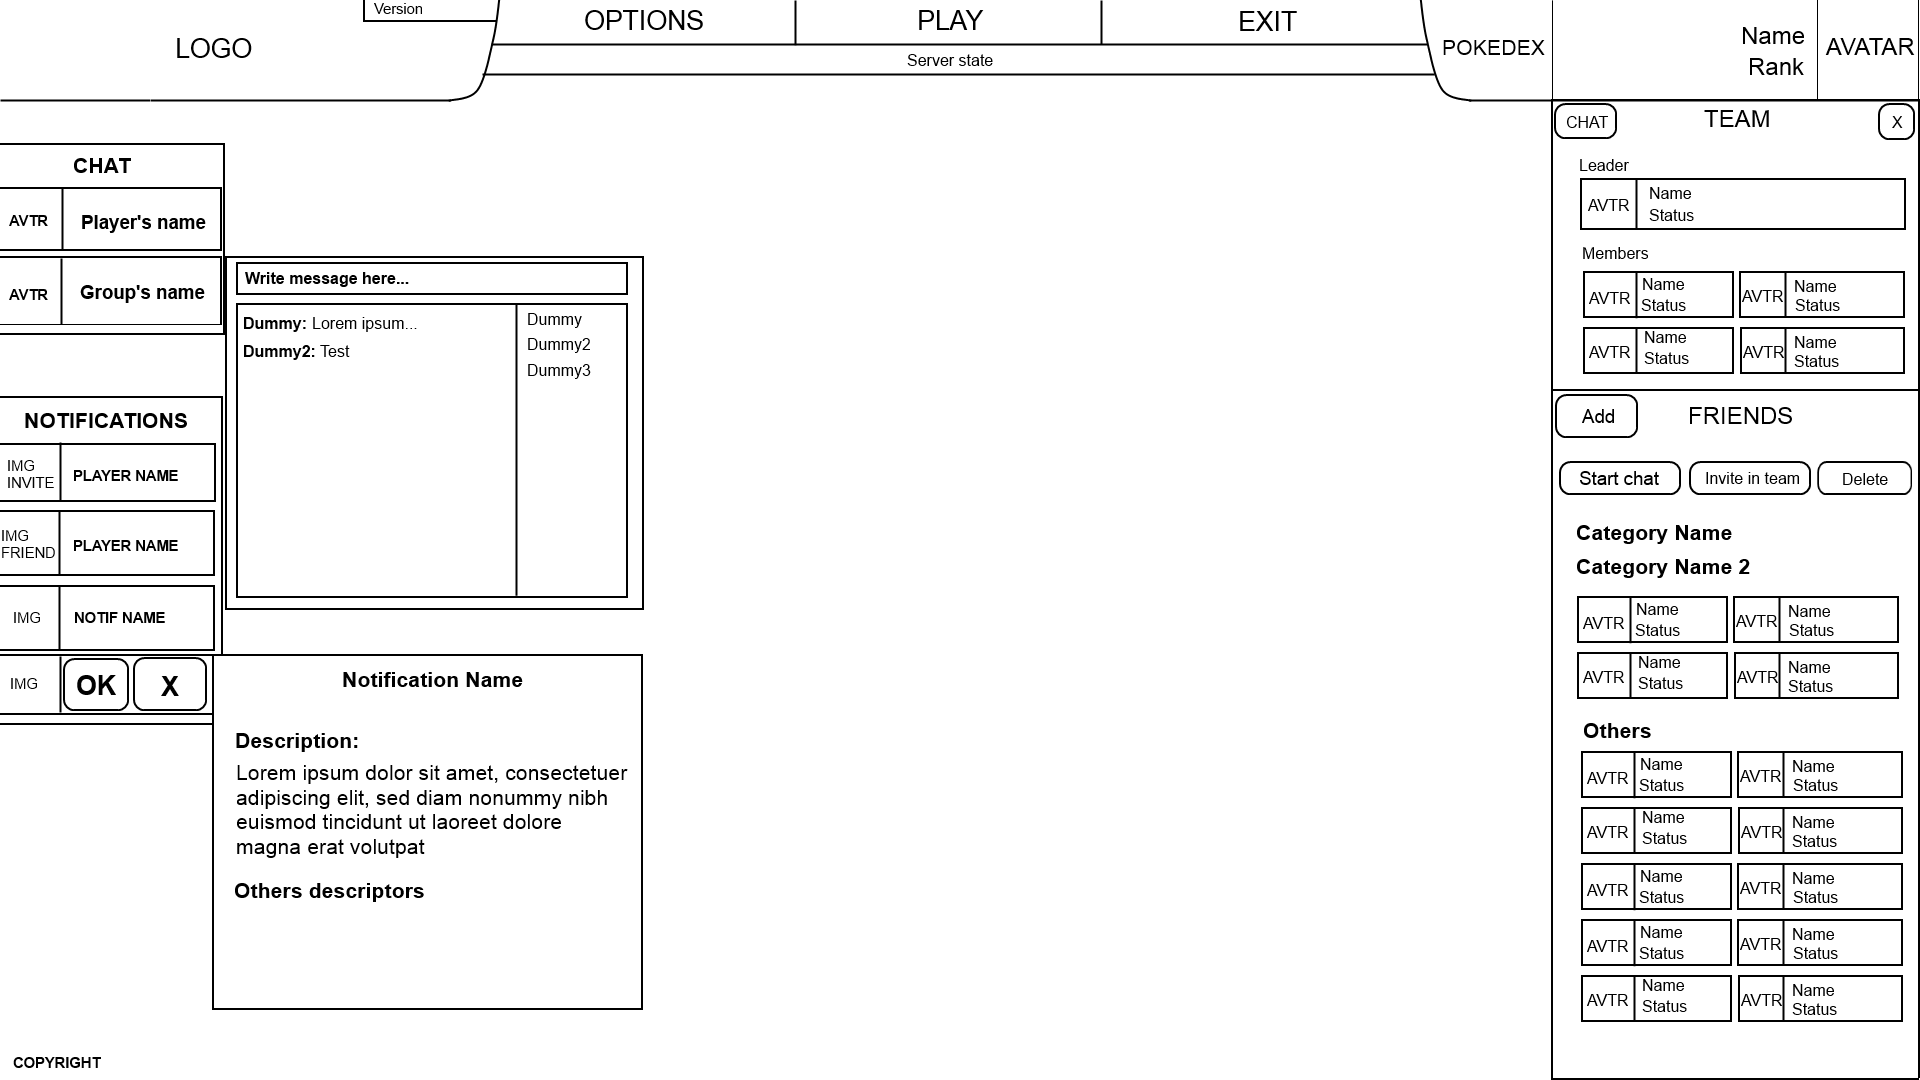 Version
LOGO
OPTIONS
PLAY
EXIT
Server state
POKEDEX
Name
Rank
AVATAR
CHAT
AVTR
Player's name
AVTR
Group's name
Write message here...
Dummy: Lorem ipsum...
Dummy2: Test
Dummy
Dummy2
Dummy3
NOTIFICATIONS
IMG
INVITE
PLAYER NAME
IMG
FRIEND
PLAYER NAME
IMG
NOTIF NAME
IMG
OK
X
Notification Name
Description:
Lorem ipsum dolor sit amet, consectetuer
adipiscing elit, sed diam nonummy nibh
euismod tincidunt ut laoreet dolore
magna erat volutpat
Others descriptors
COPYRIGHT
CHAT
TEAM
X
Leader
AVTR
Name
Status
Members
AVTR
Name
Status
AVTR
Name
Status
AVTR
Name
Status
AVTR
Name
Status
Add
FRIENDS
Start chat
Invite in team
Delete
Category Name
Category Name 2
AVTR
Name
Status
AVTR
Name
Status
AVTR
Name
Status
AVTR
Name
Status
Others
AVTR
Name
Status
AVTR
Name
Status
AVTR
Name
Status
AVTR
Name
Status
AVTR
Name
Status
AVTR
Name
Status
AVTR
Name
Status
AVTR
Name
Status
AVTR
Name
Status
AVTR
Name
Status